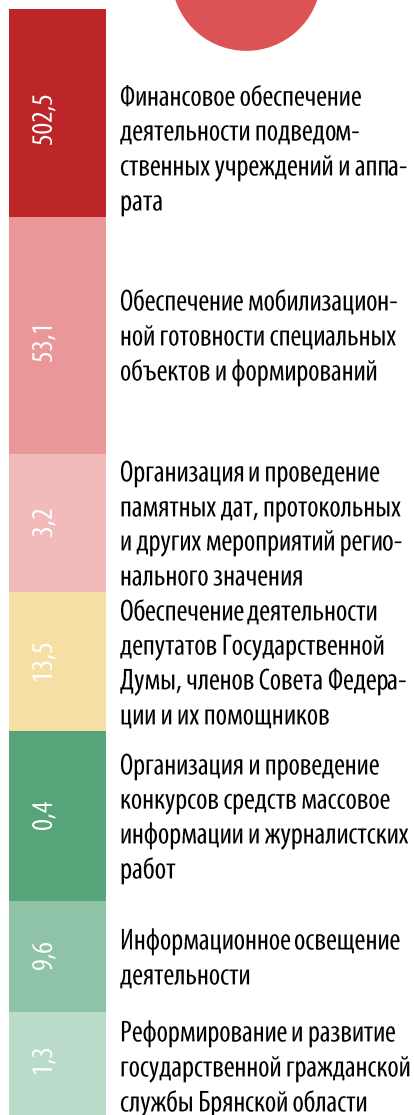 502,5
Финансовое обеспечение
деятельности подведом-
ственных учреждений и аппа-
рата
53,1
Обеспечение мобилизацион-
ной готовности специальных
объектов и формирований
3,2
Организация и проведение
памятных дат, протокольных
и других мероприятий регио-
нального значения
13,5
Обеспечение деятельности
депутатов Государственной
Думы, членов Совета Федера-
ции и их помощников
0,4
Организация и проведение
конкурсов средств массовое
информации и журналистских
работ
9,6
Информационное освещение
деятельности
1,3
Реформирование и развитие
государственной гражданской
службы Брянской области